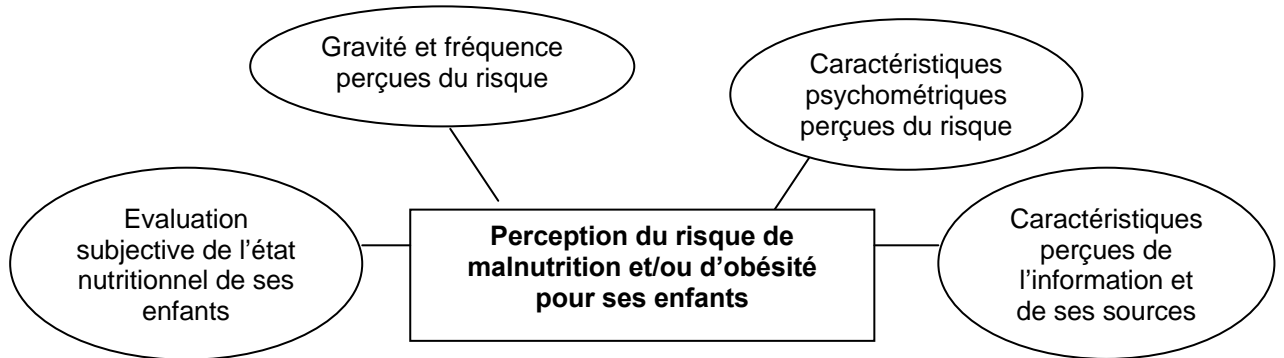 Gravité et fréquence
perçues du risque
Caractéristiques
psychométriques
perçues du risque
Evaluation
subjective de l’état
nutritionnel de ses
enfants
Perception du risque de
malnutrition et/ou d’obésité
pour ses enfants
Caractéristiques
perçues de
l’information et
de ses sources